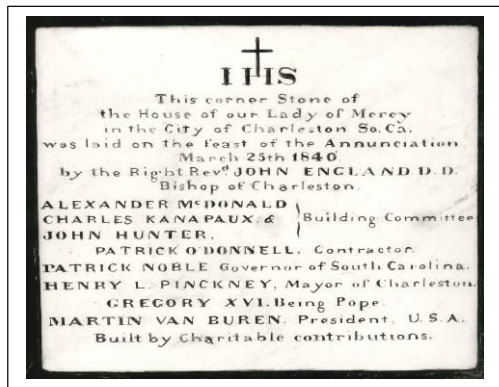 IHS
This corner Stone of
the House of our Lady of Mercy
in the City of Charleston So. Ca.
was laid on the feast of the Annunciation
March 25th 1840
by the Right Revd. JOHN ENGLAND D.D.
Bishop of Charleston.
ALEXANDER McDONALD
CHARLES KANAPAUX, & Building Committee
JOHN HUNTER,
PATRICK O'DONNELL. Contractor.
PATRICK NOBLE Governor of South Carolina.
HENRY L. PINCKNEY, Mayor of Charleston.
GREGORY XVI. Being Pope.
MARTIN VAN BUREN. President, U.S.A.
Built by Charitable contributions.